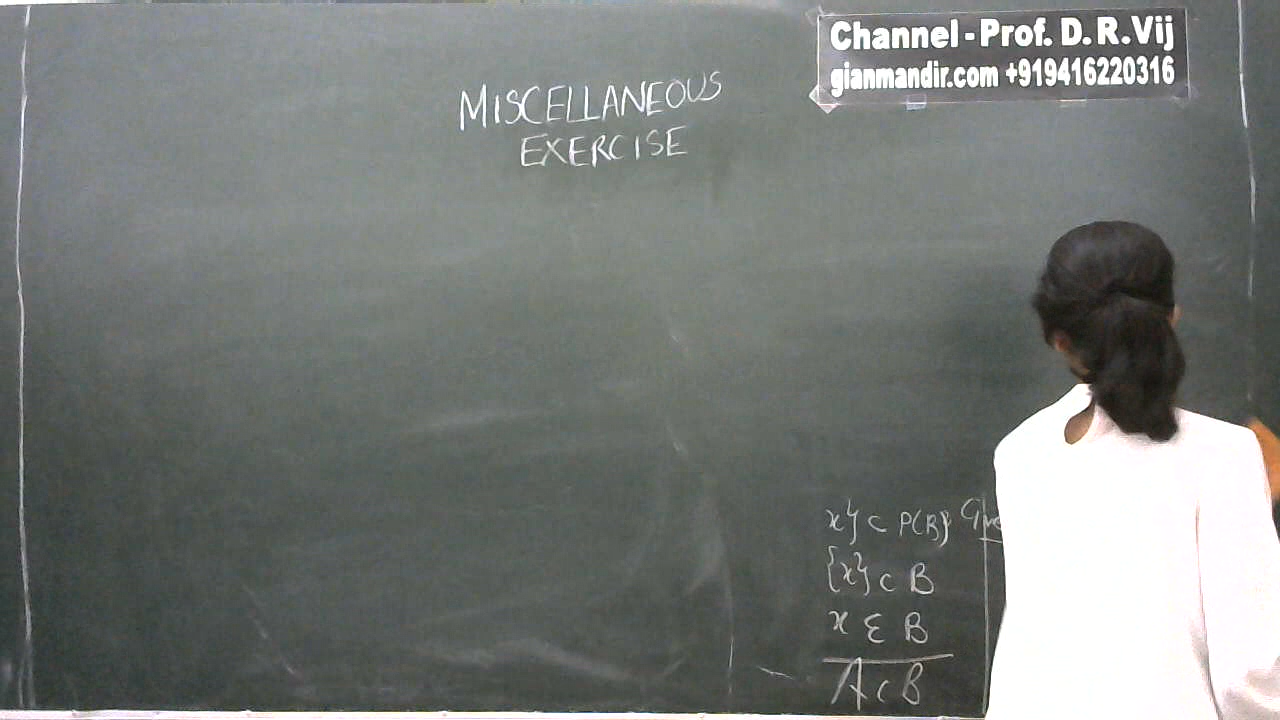 Channel - Prof. D. R. Vij
gianmandir.com +919416220316
MISCELLANEOUS
EXERCISE
x} ⊂ P(B)}
{x} ⊂ B
x ∈ B
A ⊂ B